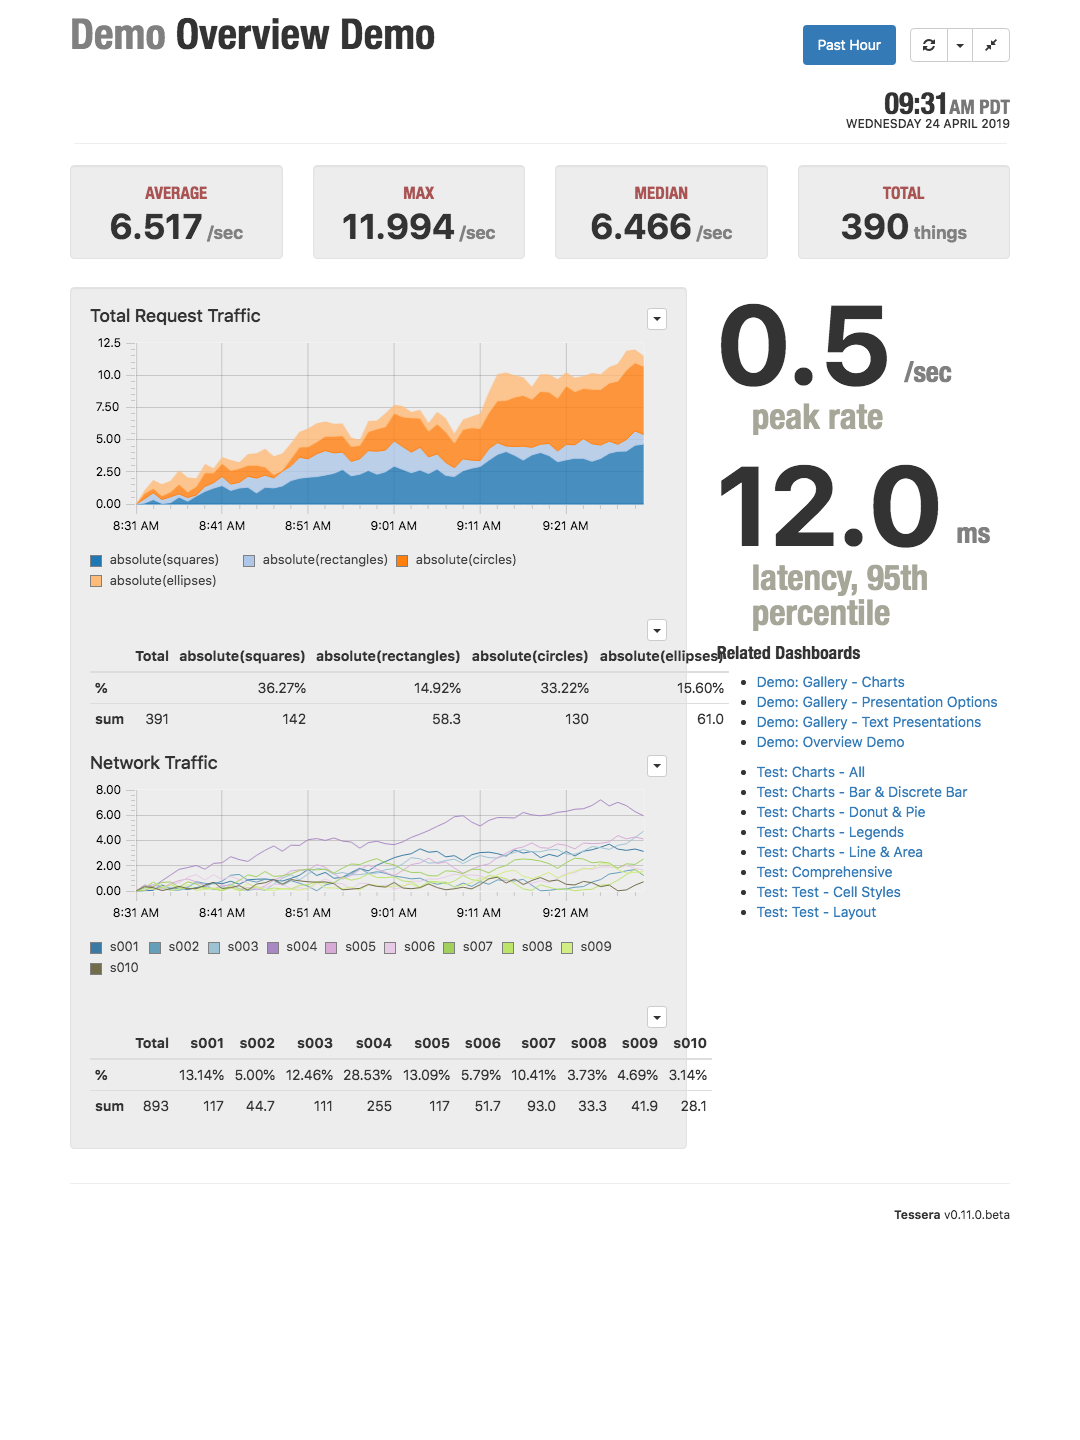 Demo Overview Demo
Past Hour
09:31AM PDT
WEDNESDAY 24 APRIL 2019
AVERAGE
6.517 /sec
MAX
11.994 /sec
MEDIAN
6.466 /sec
TOTAL
390 things
Total Request Traffic
12.5
10.0
7.50
5.00
2.50
0.00
8:31 AM 8:41 AM 8:51 AM 9:01 AM 9:11 AM 9:21 AM
absolute(squares) absolute(rectangles) absolute(circles)
absolute(ellipses)
Total absolute(squares) absolute(rectangles) absolute(circles) absolute(ellipses)
% 36.27% 14.92% 33.22% 15.60%
sum 391 142 58.3 130 61.0
Network Traffic
8.00
6.00
4.00
2.00
0.00
8:31 AM 8:41 AM 8:51 AM 9:01 AM 9:11 AM 9:21 AM
s001 s002 s003 s004 s005 s006 s007 s008 s009
s010
Total s001 s002 s003 s004 s005 s006 s007 s008 s009 s010
% 13.14% 5.00% 12.46% 28.53% 13.09% 5.79% 10.41% 3.73% 4.69% 3.14%
sum 893 117 44.7 111 255 117 51.7 93.0 33.3 41.9 28.1
0.5 /sec
peak rate
12.0 ms
latency, 95th
percentile
Related Dashboards
Demo: Gallery - Charts
Demo: Gallery - Presentation Options
Demo: Gallery - Text Presentations
Demo: Overview Demo
Test: Charts - All
Test: Charts - Bar & Discrete Bar
Test: Charts - Donut & Pie
Test: Charts - Legends
Test: Charts - Line & Area
Test: Comprehensive
Test: Test - Cell Styles
Test: Test - Layout
Tessera v0.11.0.beta